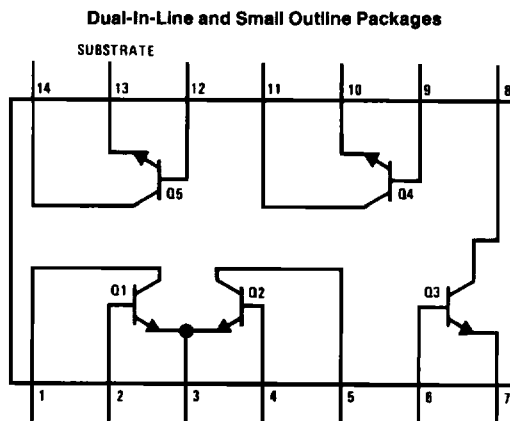 Dual-In-Line and Small Outline Packages
SUBSTRATE
14 13 12 11 10 9 8
Q5 Q4
Q1 Q2 Q3
1 2 3 4 5 6 7